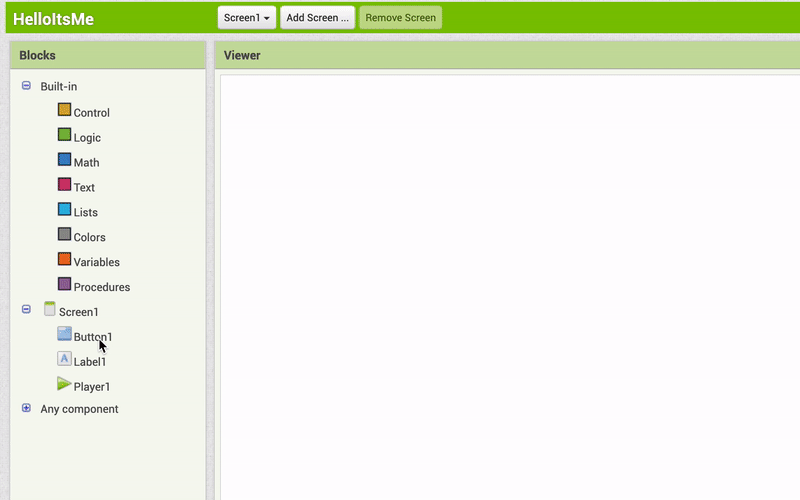 HelloItsMe
Screen1
Add Screen ...
Remove Screen
Blocks
Viewer
Built-in
Control
Logic
Math
Text
Lists
Colors
Variables
Procedures
Screen1
Button1
A
Label1
Player1
Any component